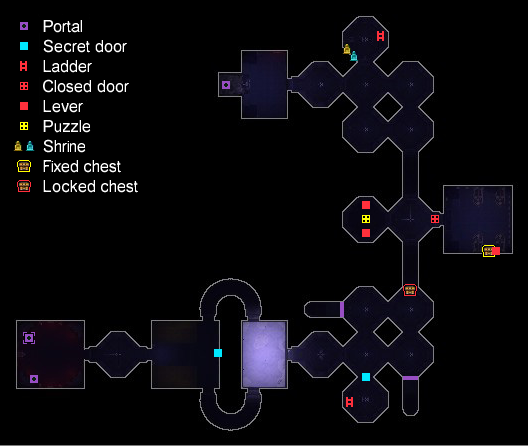 Portal
Secret door
Ladder
Closed door
Lever
Puzzle
Shrine
Fixed chest
Locked chest